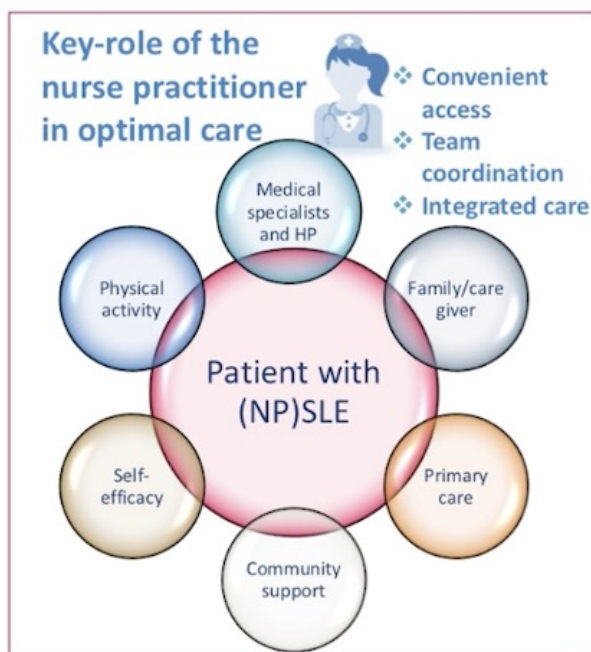 Key-role of the
nurse practitioner
in optimal care
❖ Convenient
access
❖ Team
coordination
❖ Integrated care
Medical
specialists
and HP
Physical
activity
Family/care
giver
Patient with
(NP)SLE
Self-
efficacy
Primary
care
Community
support